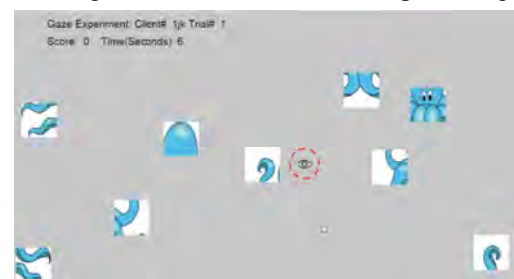 Gaze Experiment: Client# 1jk Trial# 1
Score: 0 Time(Seconds) 6